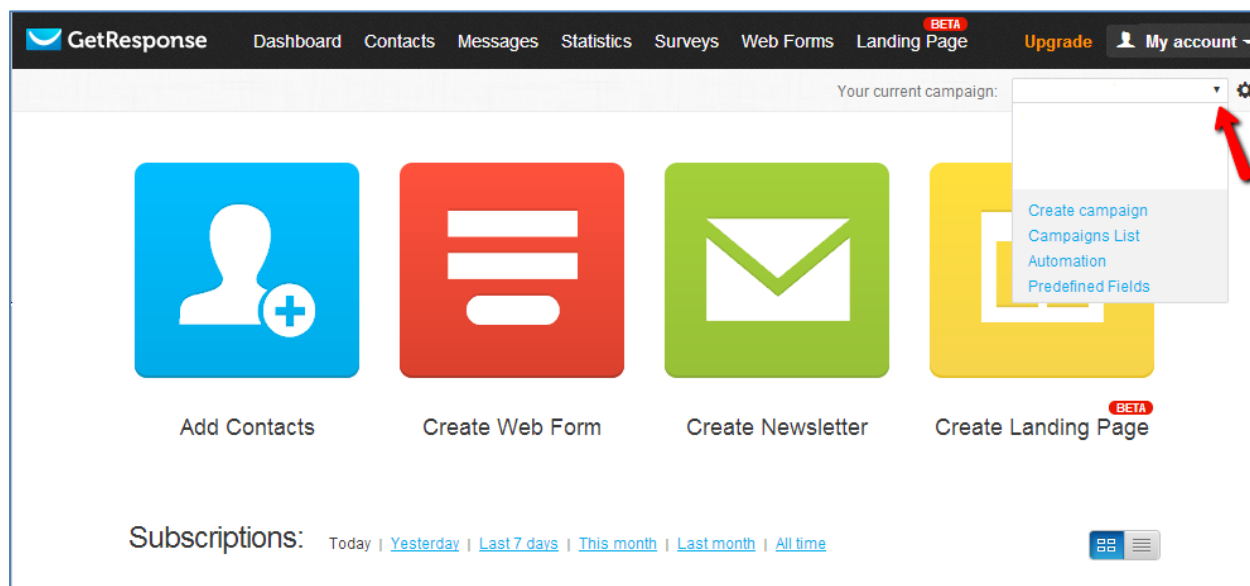 BETA
GetResponse Dashboard Contacts Messages Statistics Surveys Web Forms Landing Page Upgrade My account
Your current campaign:
Create campaign
Campaigns List
Automation
Predefined Fields
BETA
Add Contacts Create Web Form Create Newsletter Create Landing Page
Subscriptions: Today | Yesterday | Last 7 days | This month | Last month | All time